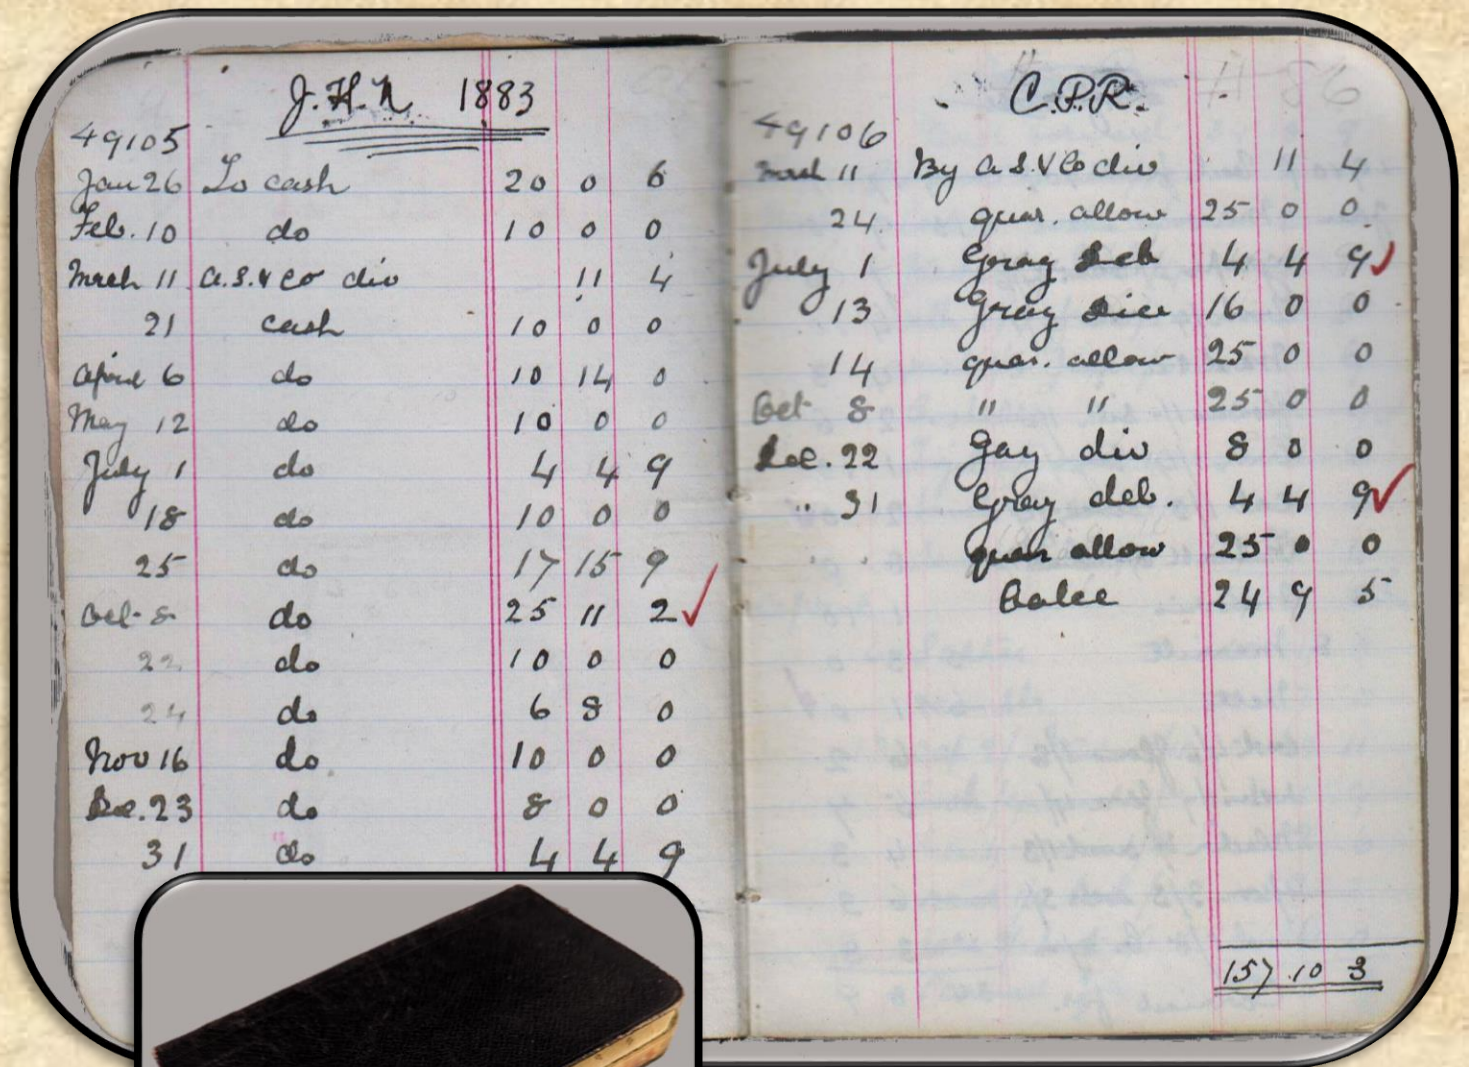 J.H.N. 1883
49105
Jan 26 To cash 20 0 6
Feb. 10 do 10 0 0
March 11 A.S. & Co div 11 4
21 cash 10 0 0
April 6 do 10 14 0
May 12 do 10 0 0
July 1 do 4 4 9
18 do 10 0 0
25 do 17 15 9
Oct. 8 do 25 11 2 ✓
22 do 10 0 0
24 do 6 8 0
Nov 16 do 10 0 0
Dec. 23 do 8 0 0
31 do 4 4 9
C.P.R.
49106
March 11 By A.S. & Co div 11 4
24. quar. allow 25 0 0
July 1 Gray deb 4 4 9 ✓
13 Gray 16 0 0
14 quar. allow 25 0 0
Oct 8 " " 25 0 0
Dec. 22 Gay div 8 0 0
" 31 Gray deb. 4 4 9 ✓
quar allow 25 0 0
24 9 5
157 10 3